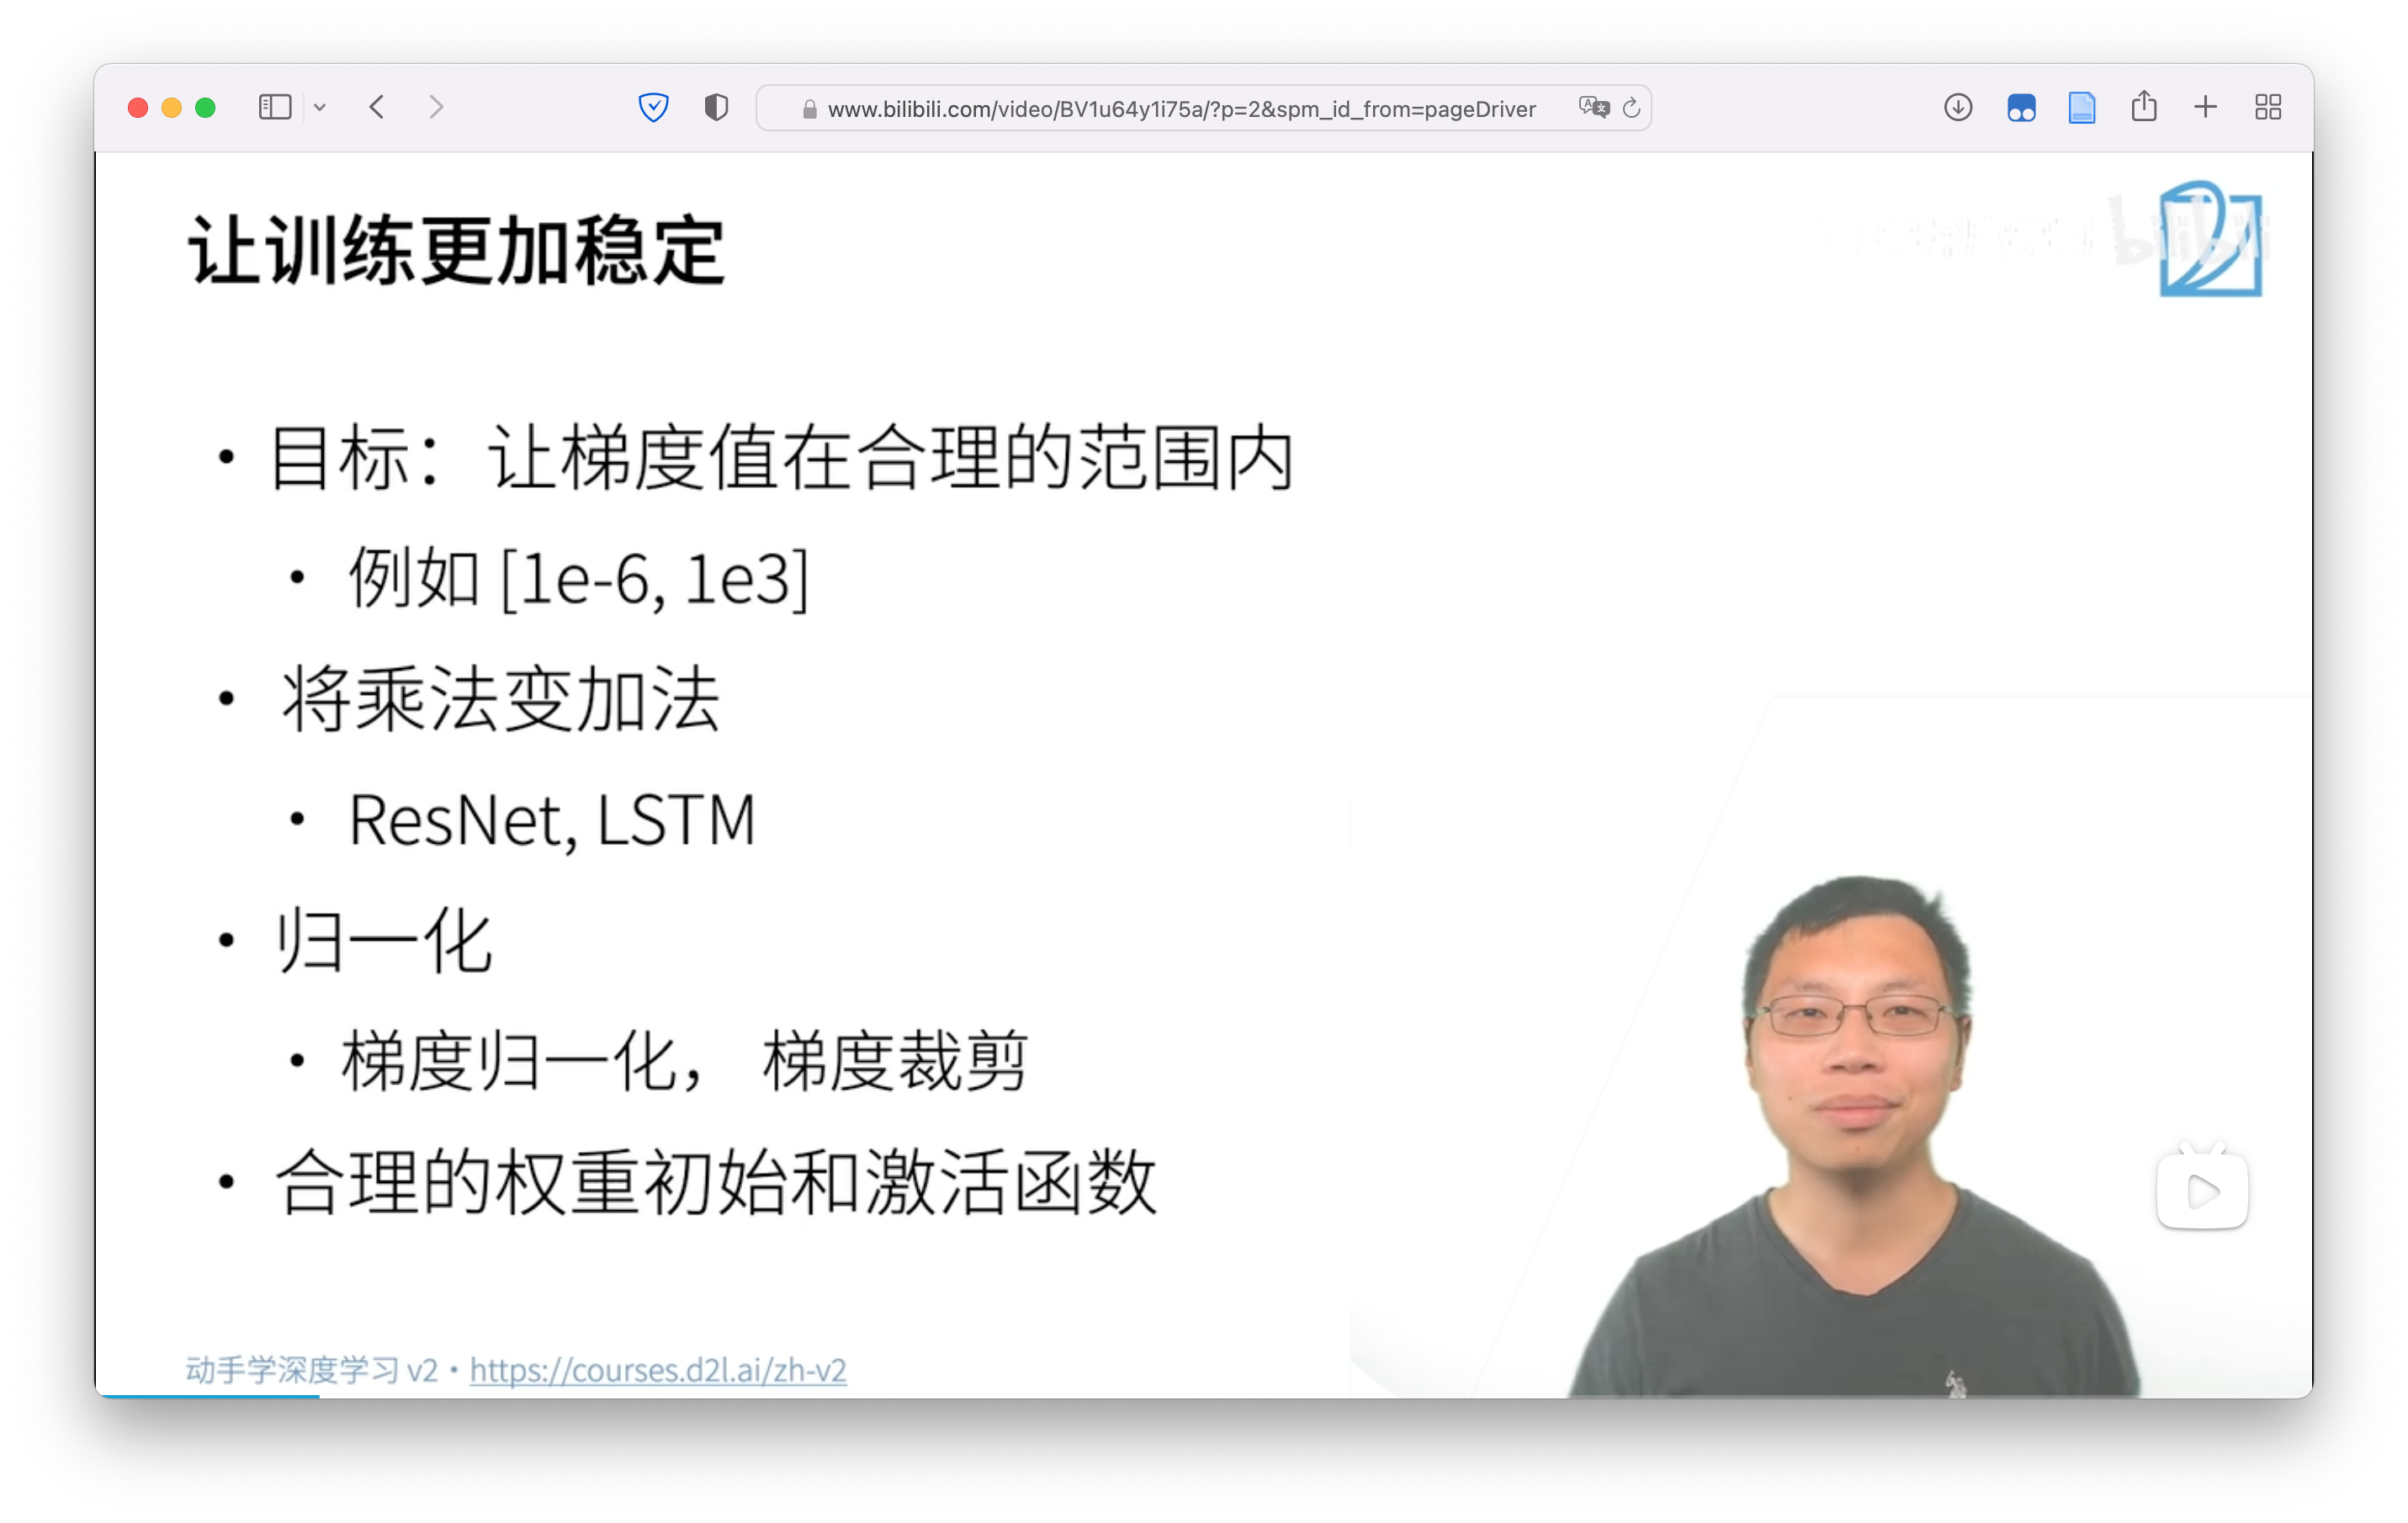 www.bilibili.com/video/BV1u64y1i75a/?p=2&spm_id_from=pageDriver
bilibili
让训练更加稳定
• 目标：让梯度值在合理的范围内
• 例如 [1e-6, 1e3]
• 将乘法变加法
• ResNet, LSTM
• 归一化
• 梯度归一化，梯度裁剪
• 合理的权重初始和激活函数
动手学深度学习 v2 • https://courses.d2l.ai/zh-v2